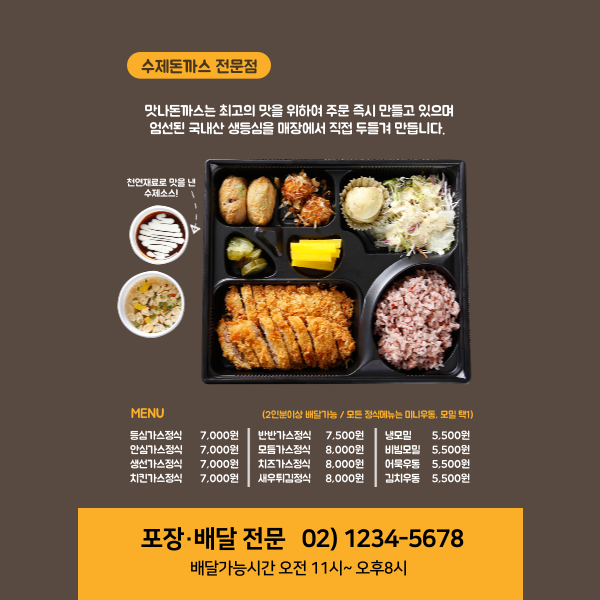 수제돈까스 전문점
맛나돈까스는 최고의 맛을 위하여 주문 즉시 만들고 있으며
엄선된 국내산 생등심을 매장에서 직접 두들겨 만듭니다.
천연재료로 맛을 낸
수제소스!
MENU
(2인분이상 배달가능 / 모든 정식메뉴는 미니우동, 모밀 택1)
등심가스정식 7,000원 반반가스정식 7,500원 냉모밀 5,500원
안심가스정식 7,000원 모듬가스정식 8,000원 비빔모밀 5,500원
생선가스정식 7,000원 치즈가스정식 8,000원 어묵우동 5,500원
치킨가스정식 7,000원 새우튀김정식 8,000원 김치우동 5,500원
포장·배달 전문 02) 1234-5678
배달가능시간 오전 11시~ 오후8시